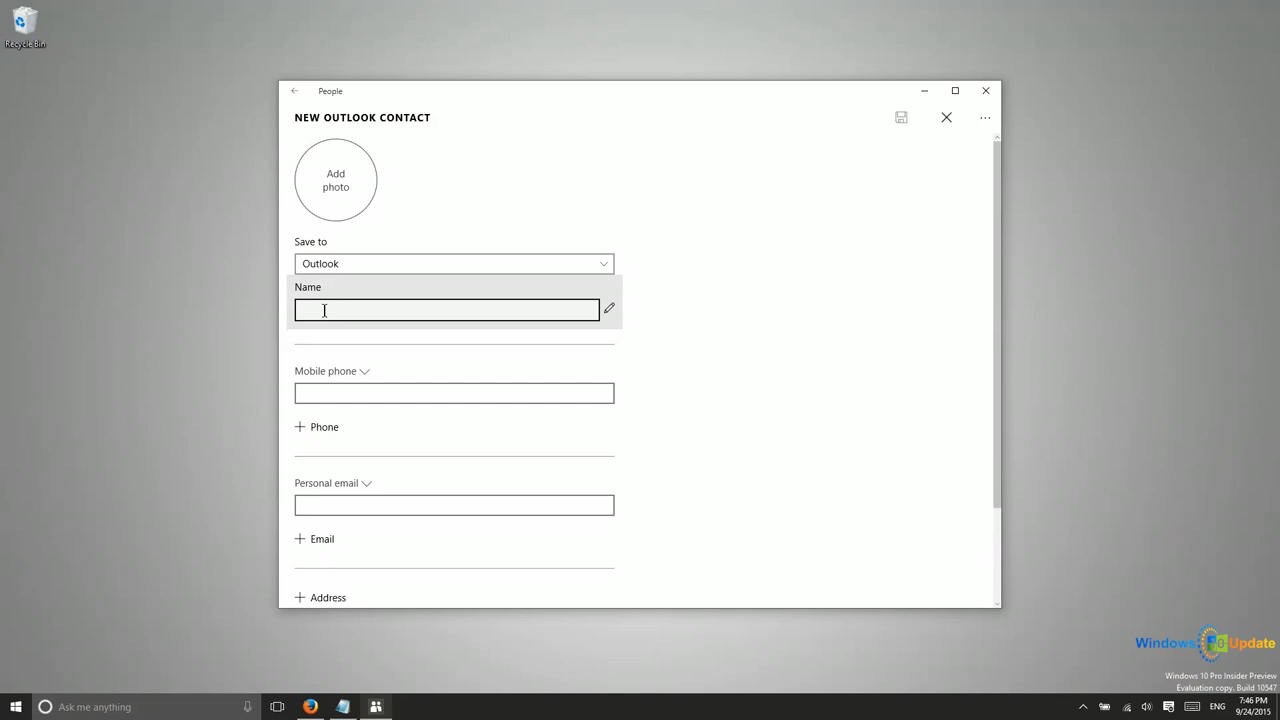 Recycle Bin
People
NEW OUTLOOK CONTACT
Add
photo
Save to
Outlook
Name
Mobile phone
Phone
Personal email
Email
Address
Windows 10 Update
Windows 10 Pro Insider Preview
Evaluation copy. Build 10547
Ask me anything
ENG
7:46 PM
9/24/2015